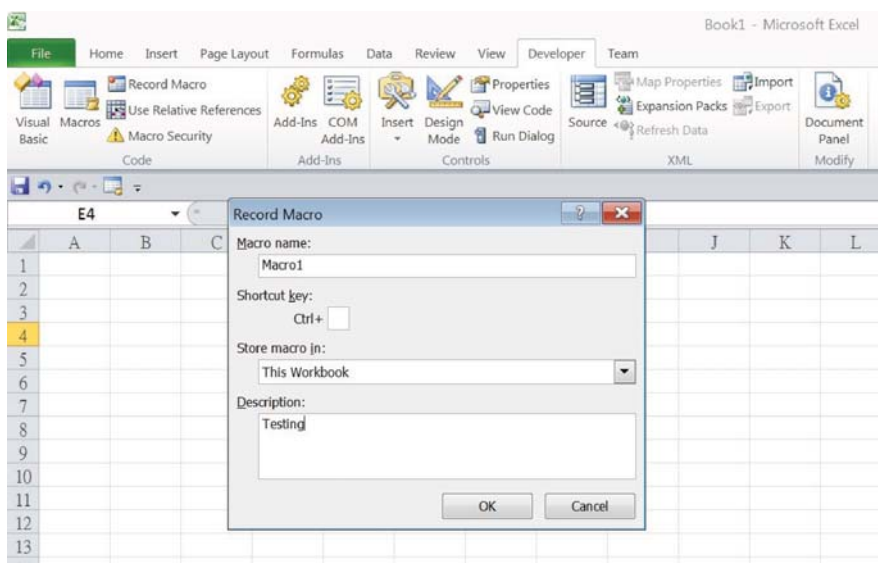 Book1 - Microsoft Excel
File Home Insert Page Layout Formulas Data Review View Developer Team
Visual Basic
Macros
Record Macro
Use Relative References
Macro Security
Code
Add-Ins
COM Add-Ins
Add-Ins
Insert
Design Mode
Properties
View Code
Run Dialog
Controls
Source
Map Properties
Expansion Packs
Refresh Data
Import
Export
XML
Document Panel
Modify
E4
A B C J K L
1
2
3
4
5
6
7
8
9
10
11
12
13
Record Macro
Macro name:
Macro1
Shortcut key:
Ctrl+
Store macro in:
This Workbook
Description:
Testing
OK Cancel